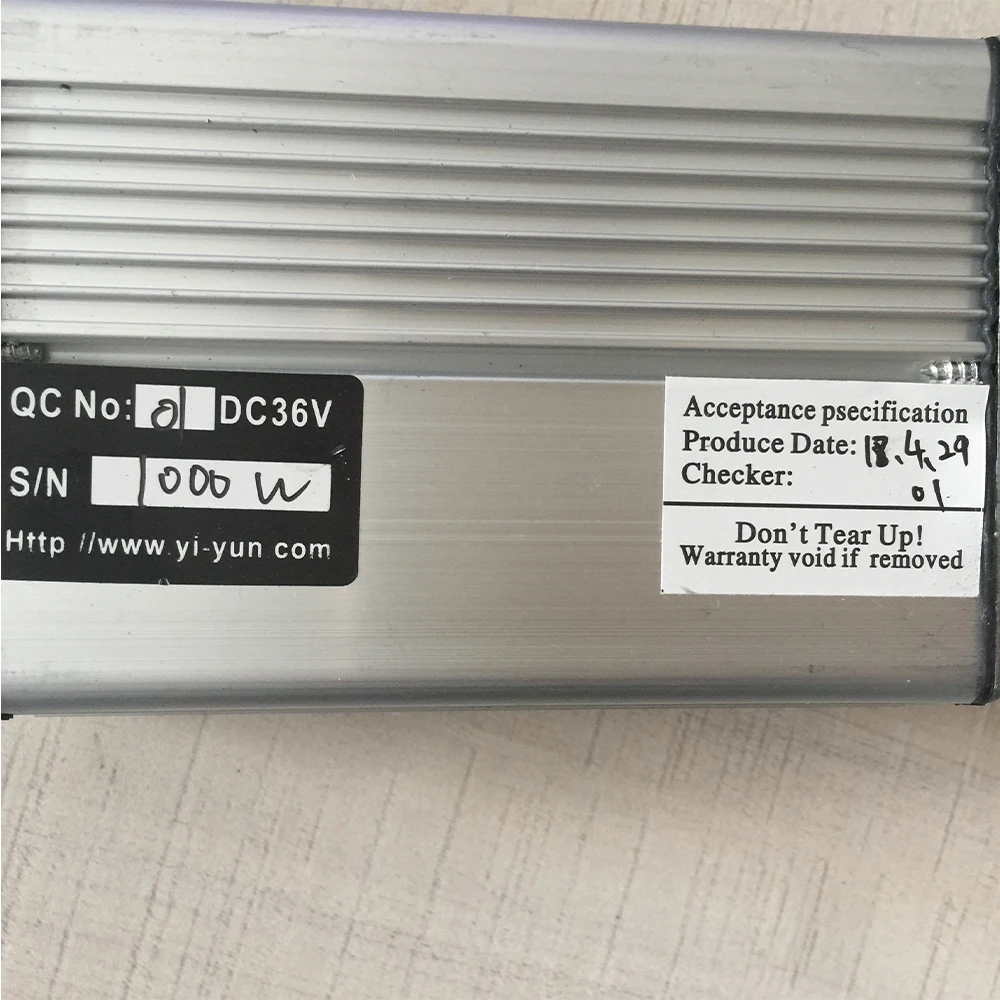 QC No: 01 DC36V
S/N 1000 W
Http //www.yi-yun com
Acceptance psecification
Produce Date: 18.4.29
Checker:
01
Don't Tear Up!
Warranty void if removed